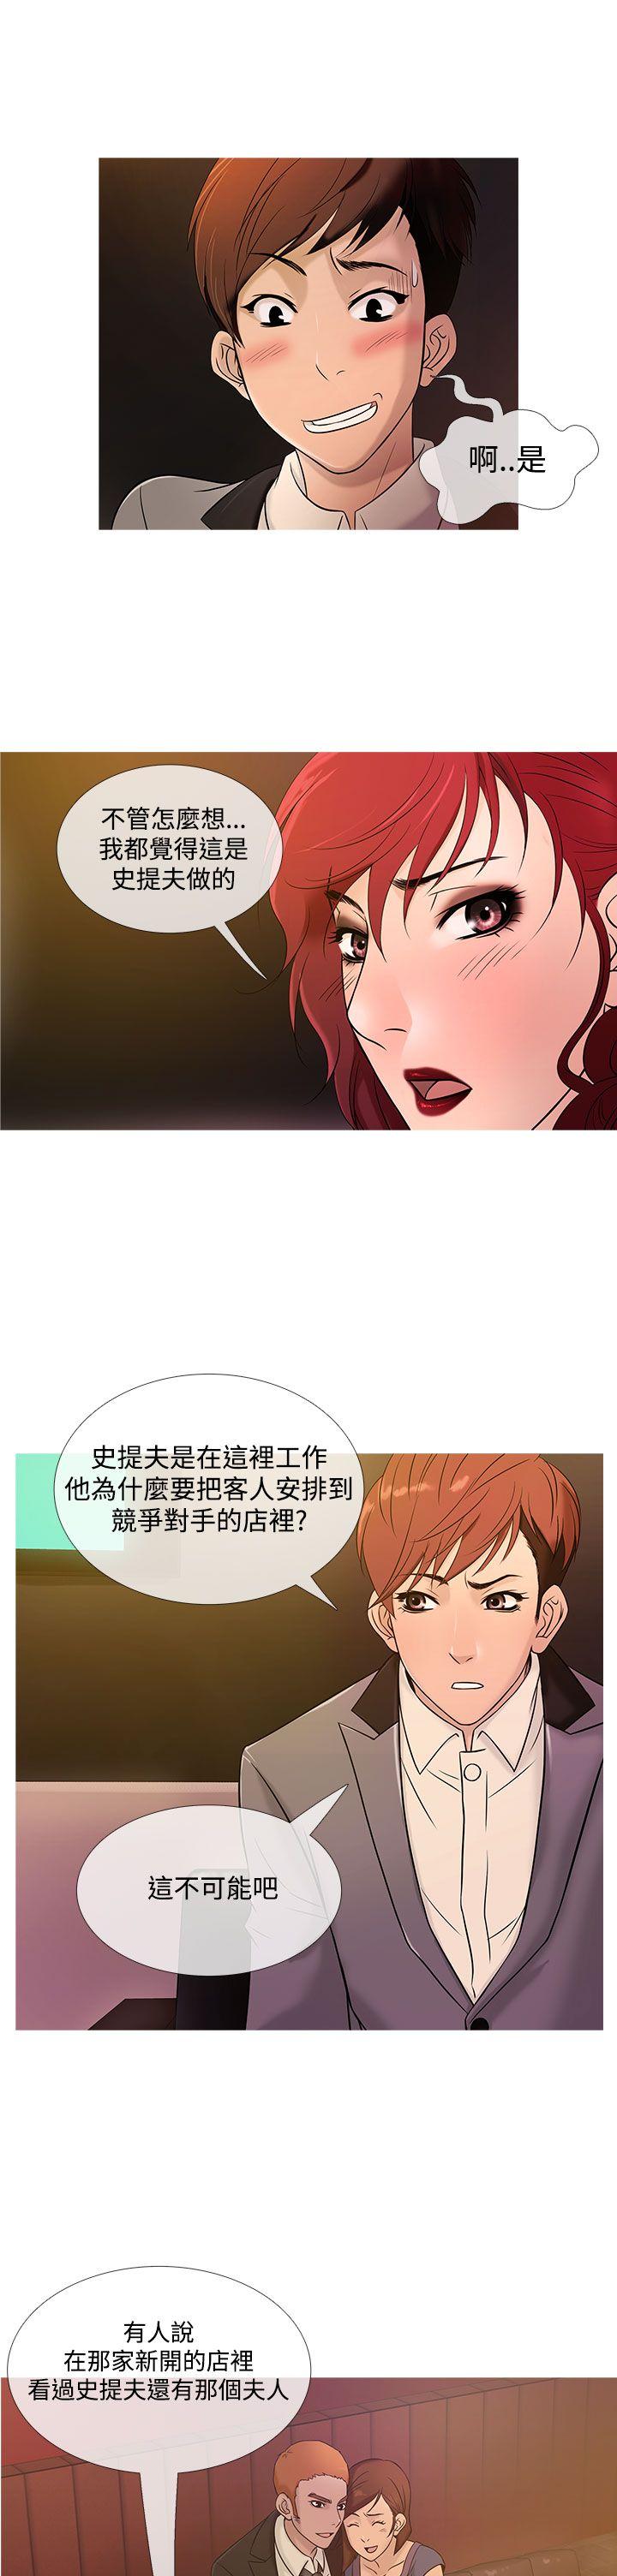 啊..是
不管怎麼想...
我都覺得這是
史提夫做的
史提夫是在這裡工作
他為什麼要把客人安排到
競爭對手的店裡?
這不可能吧
有人說
在那家新開的店裡
看過史提夫還有那個夫人